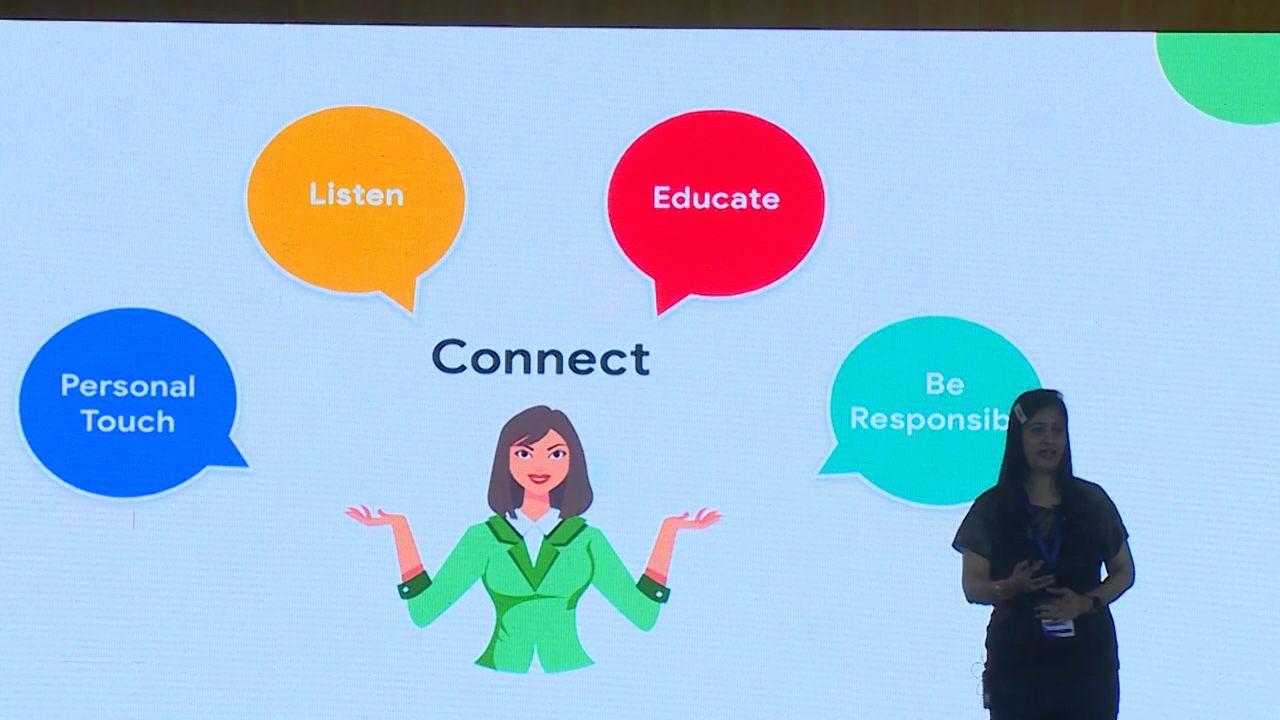 Listen
Educate
Connect
Personal
Touch
Be
Responsib